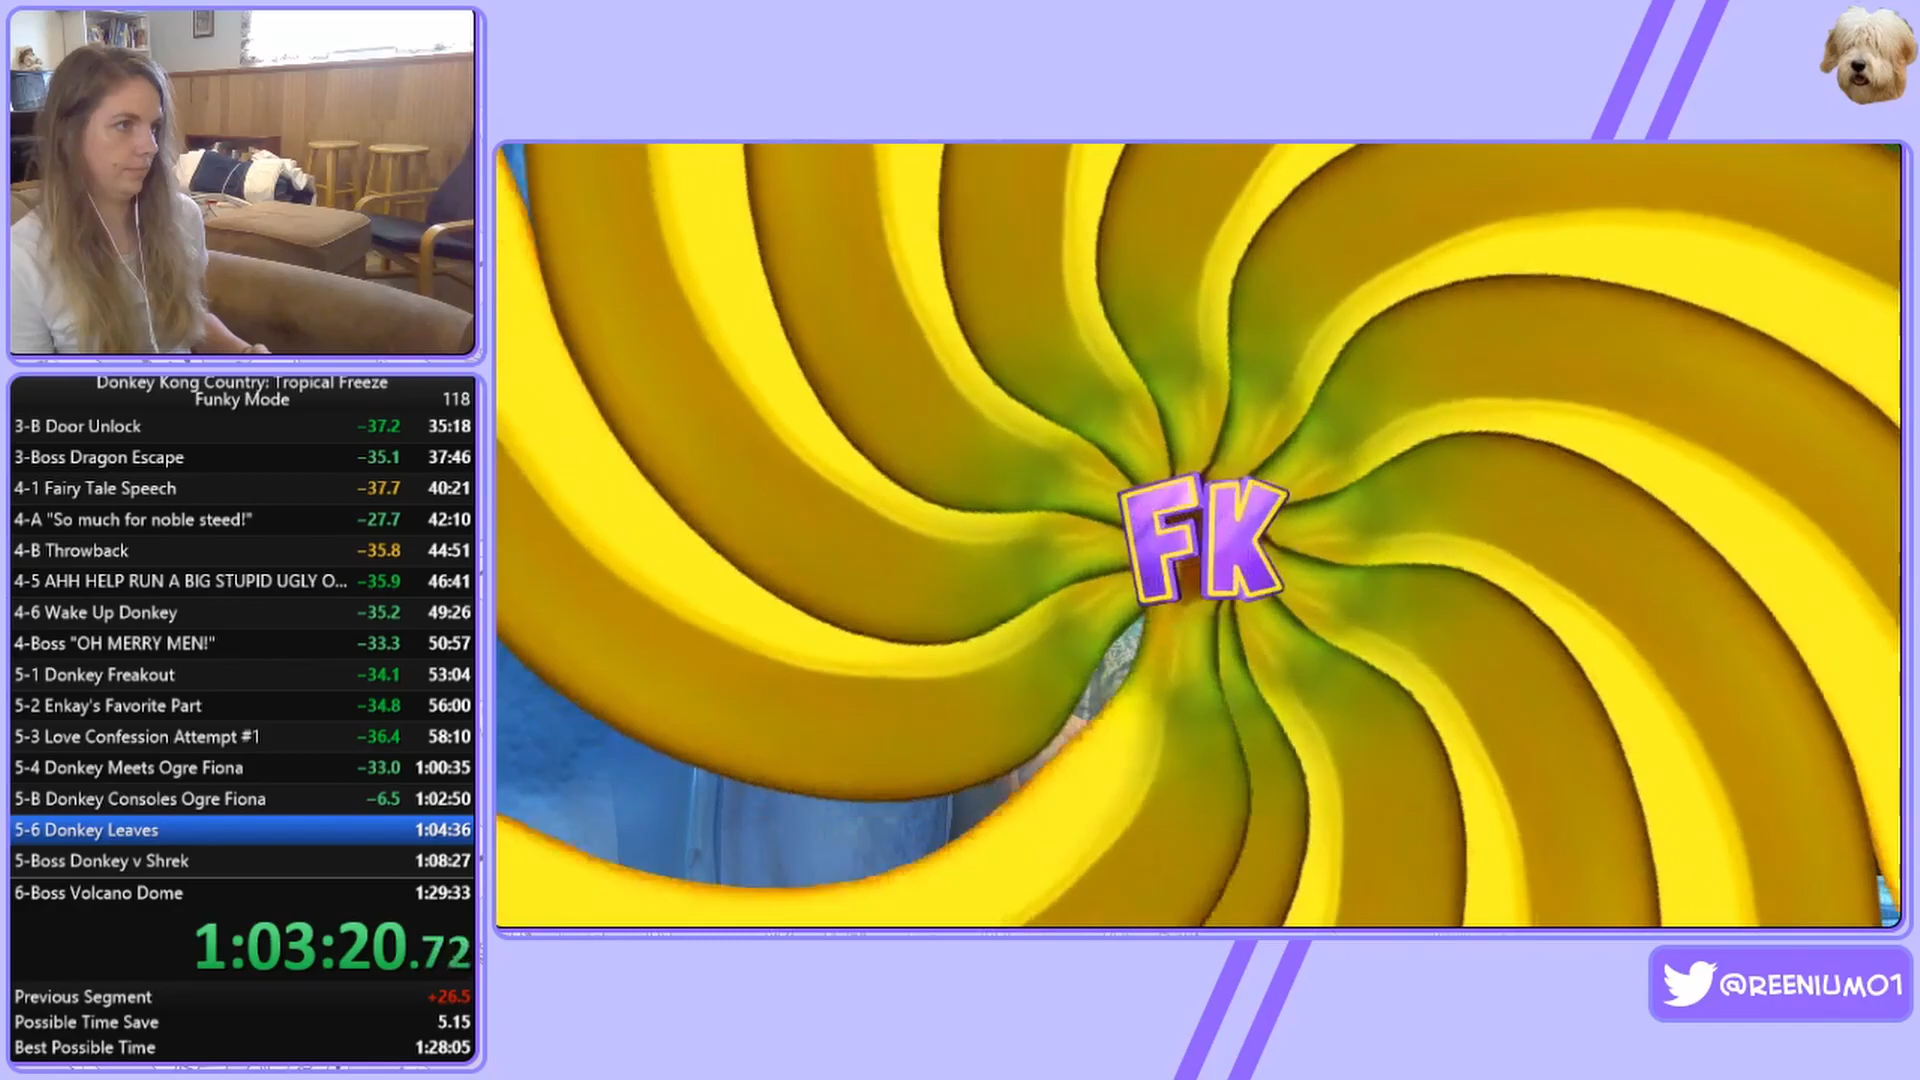 Donkey Kong Country: Tropical Freeze
Funky Mode 118
3-B Door Unlock -37.2 35:18
3-Boss Dragon Escape -35.1 37:46
4-1 Fairy Tale Speech -37.7 40:21
4-A "So much for noble steed!" -27.7 42:10
4-B Throwback -35.8 44:51
4-5 AHH HELP RUN A BIG STUPID UGLY O... -35.9 46:41
4-6 Wake Up Donkey -35.2 49:26
4-Boss "OH MERRY MEN!" -33.3 50:57
5-1 Donkey Freakout -34.1 53:04
5-2 Enkay's Favorite Part -34.8 56:00
5-3 Love Confession Attempt #1 -36.4 58:10
5-4 Donkey Meets Ogre Fiona -33.0 1:00:35
5-B Donkey Consoles Ogre Fiona -6.5 1:02:50
5-6 Donkey Leaves 1:04:36
5-Boss Donkey v Shrek 1:08:27
6-Boss Volcano Dome 1:29:33
1:03:20.72
Previous Segment +26.5
Possible Time Save 5.15
Best Possible Time 1:28:05
FK
@REENIUM01